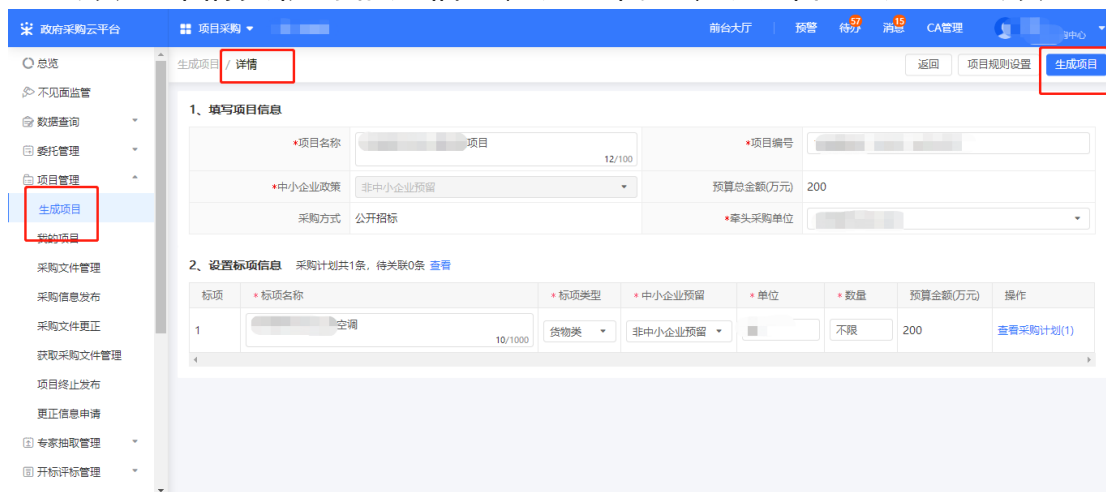 政府采购云平台 项目采购 前台大厅 预警 待办 57 消息 15 CA管理 购中心
总览 生成项目 / 详情 返回 项目规则设置 生成项目
不见面监管
1、填写项目信息
数据查询
*项目名称 项目 12/100 *项目编号
委托管理
项目管理 *中小企业政策 非中小企业预留 预算总金额(万元) 200
生成项目 采购方式 公开招标 *牵头采购单位
我的项目
采购文件管理 2、设置标项信息 采购计划共1条, 待关联0条 查看
采购信息发布 标项 *标项名称 *标项类型 *中小企业预留 *单位 *数量 预算金额(万元) 操作
采购文件更正 1 空调 10/1000 货物类 非中小企业预留 不限 200 查看采购计划(1)
获取采购文件管理
项目终止发布
更正信息申请
专家抽取管理
开标评标管理